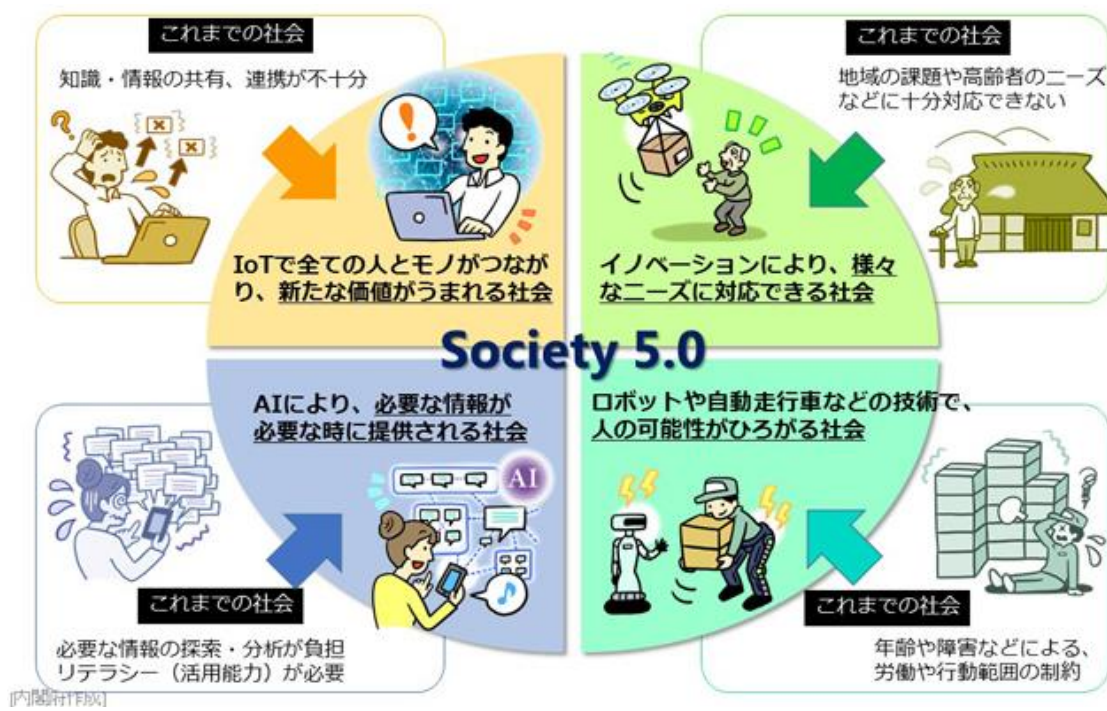 これまでの社会
知識・情報の共有、連携が不十分
IoTで全ての人とモノがつなが
り、新たな価値がうまれる社会
これまでの社会
地域の課題や高齢者のニーズ
などに十分対応できない
イノベーションにより、様々
なニーズに対応できる社会
Society 5.0
AIにより、必要な情報が
必要な時に提供される社会
AI
これまでの社会
必要な情報の探索・分析が負担
リテラシー（活用能力）が必要
ロボットや自動走行車などの技術で、
人の可能性がひろがる社会
これまでの社会
年齢や障害などによる、
労働や行動範囲の制約
[内閣府作成]